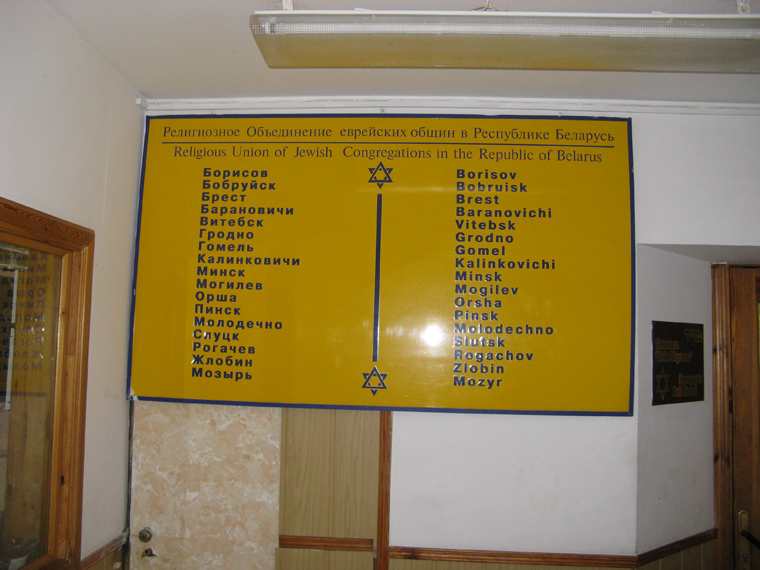 Религиозное Объединение еврейских общин в Республике Беларусь
Religious Union of Jewish Congregations in the Republic of Belarus
Борисов
Бобруйск
Брест
Барановичи
Витебск
Гродно
Гомель
Калинковичи
Минск
Могилев
Орша
Пинск
Молодечно
Слуцк
Рогачев
Жлобин
Мозырь
Borisov
Bobruisk
Brest
Baranovichi
Vitebsk
Grodno
Gomel
Kalinkovichi
Minsk
Mogilev
Orsha
Pinsk
Molodechno
Slutsk
Rogachov
Zlobin
Mozyr